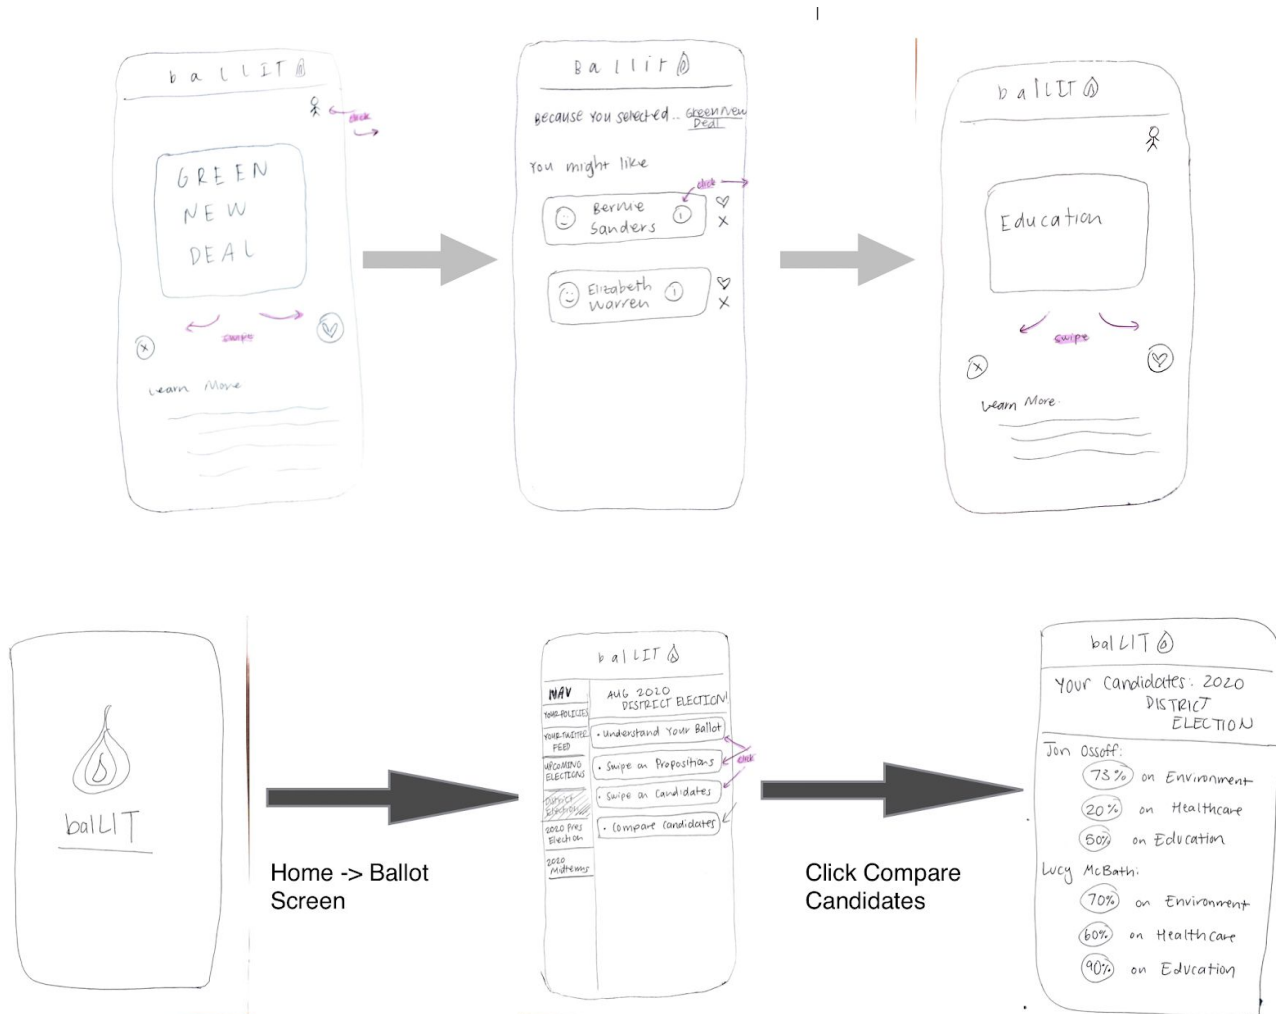 balLIT
click
GREEN
NEW
DEAL
swipe
Learn More
Ballit
Because you selected.. Green New
Deal
You might like
click
Bernie
Sanders
i
Elizabeth
Warren
i
balLIT
Education
swipe
Learn More.
balLIT
Home -> Ballot
Screen
balLIT
NAV
YOUR POLICIES
YOUR TWITTER
FEED
UPCOMING
ELECTIONS
District
Election
2020 Pres
Election
2020
Midterms
AUG 2020
DISTRICT ELECTION!
• Understand Your Ballot
• Swipe on Propositions
• Swipe on Candidates
• Compare Candidates
click
Click Compare
Candidates
balLIT
Your Candidates: 2020
DISTRICT
ELECTION
Jon Ossoff:
73% on Environment
20% on Healthcare
50% on Education
Lucy McBath:
70% on Environment
60% on Healthcare
90% on Education